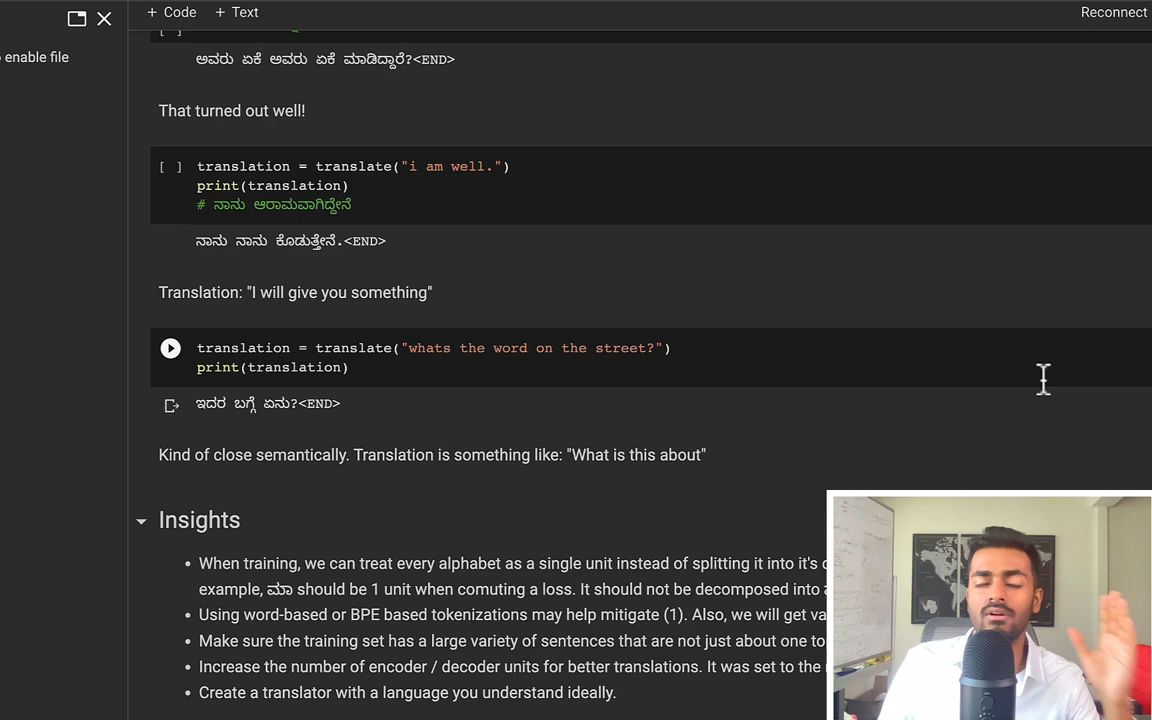 + Code + Text
Reconnect
enable file
[ ]
ಅವರು ಏಕೆ ಅವರು ಏಕೆ ಮಾಡಿದ್ದಾರೆ?<END>
That turned out well!
[ ] translation = translate("i am well.")
print(translation)
# ನಾನು ಆರಾಮವಾಗಿದ್ದೇನೆ
ನಾನು ನಾನು ಕೊಡುತ್ತೇನೆ.<END>
Translation: "I will give you something"
translation = translate("whats the word on the street?")
print(translation)
ಇದರ ಬಗ್ಗೆ ಏನು?<END>
Kind of close semantically. Translation is something like: "What is this about"
Insights
• When training, we can treat every alphabet as a single unit instead of splitting it into it's
example, ಮಾ should be 1 unit when comuting a loss. It should not be decomposed into
• Using word-based or BPE based tokenizations may help mitigate (1). Also, we will get
• Make sure the training set has a large variety of sentences that are not just about one
• Increase the number of encoder / decoder units for better translations. It was set to the
• Create a translator with a language you understand ideally.